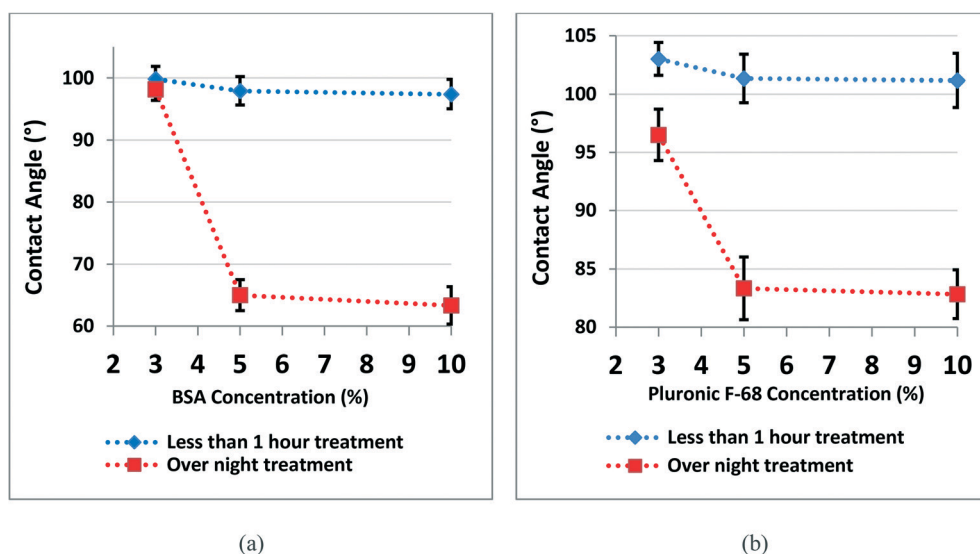 100
90
80
70
60
Contact Angle (°)
2 3 4 5 6 7 8 9 10
BSA Concentration (%)
Less than 1 hour treatment
Over night treatment
(a)
105
100
95
90
85
80
Contact Angle (°)
2 3 4 5 6 7 8 9 10
Pluronic F-68 Concentration (%)
Less than 1 hour treatment
Over night treatment
(b)